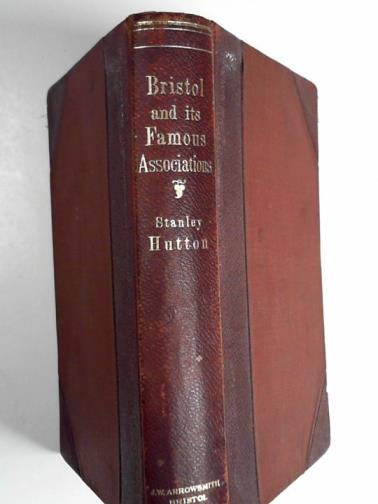 Bristol
and its
Famous
Associations
Stanley
Hutton
J.W. ARROWSMITH
BRISTOL